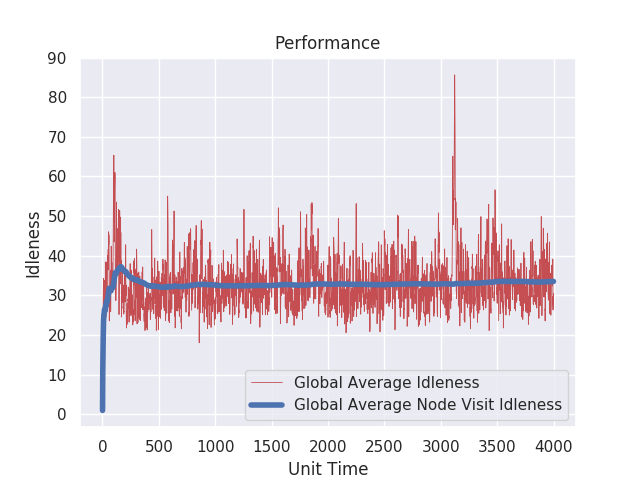 Performance
90
80
70
60
50
40
30
20
10
0
Idleness
Global Average Idleness
Global Average Node Visit Idleness
0 500 1000 1500 2000 2500 3000 3500 4000
Unit Time